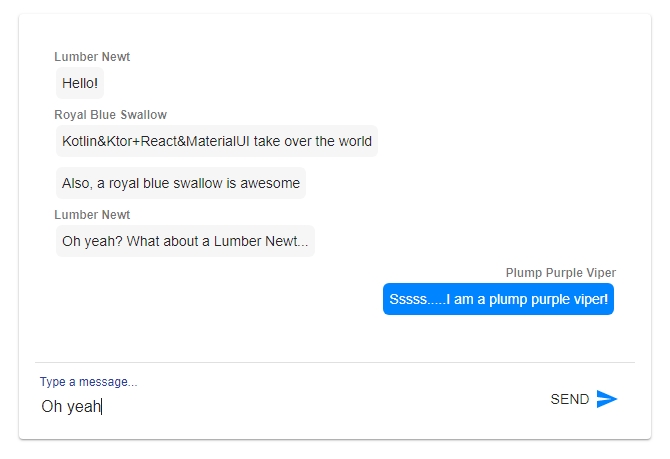 Lumber Newt
Hello!
Royal Blue Swallow
Kotlin&Ktor+React&MaterialUI take over the world
Also, a royal blue swallow is awesome
Lumber Newt
Oh yeah? What about a Lumber Newt...
Plump Purple Viper
Sssss.....I am a plump purple viper!
Type a message...
Oh yeah
SEND